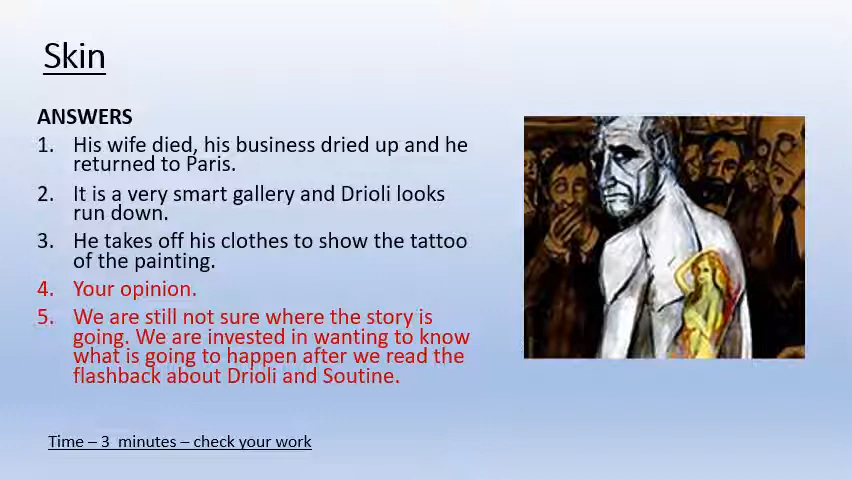 Skin
ANSWERS
1. His wife died, his business dried up and he
returned to Paris.
2. It is a very smart gallery and Drioli looks
run down.
3. He takes off his clothes to show the tattoo
of the painting.
4. Your opinion.
5. We are still not sure where the story is
going. We are invested in wanting to know
what is going to happen after we read the
flashback about Drioli and Soutine.
Time – 3 minutes – check your work